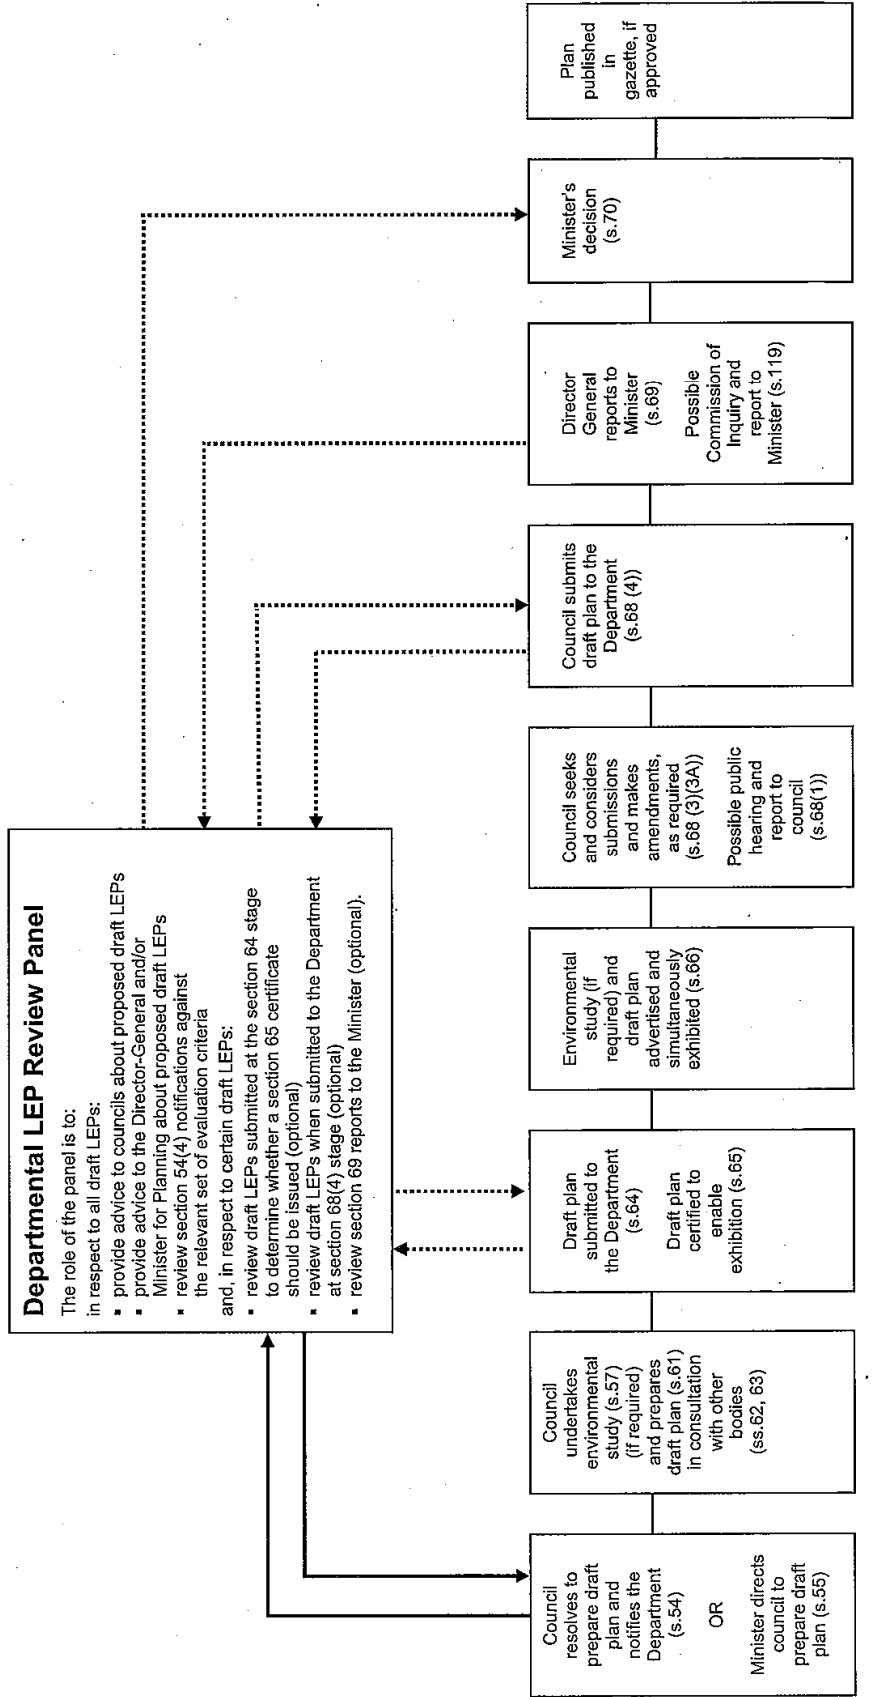 Departmental LEP Review Panel
The role of the panel is to:
in respect to all draft LEPs:
▪ provide advice to councils about proposed draft LEPs
▪ provide advice to the Director-General and/or
Minister for Planning about proposed draft LEPs
▪ review section 54(4) notifications against
the relevant set of evaluation criteria
and, in respect to certain draft LEPs:
▪ review draft LEPs submitted at the section 64 stage
to determine whether a section 65 certificate
should be issued (optional)
▪ review draft LEPs when submitted to the Department
at section 68(4) stage (optional)
▪ review section 69 reports to the Minister (optional).
Council
resolves to
prepare draft
plan and
notifies the
Department
(s.54)
OR
Minister directs
council to
prepare draft
plan (s.55)
Council
undertakes
environmental
study (s.57)
(if required)
and prepares
draft plan (s.61)
in consultation
with other
bodies
(ss.62, 63)
Draft plan
submitted to
the Department
(s.64)
Draft plan
certified to
enable
exhibition (s.65)
Environmental
study (if
required) and
draft plan
advertised and
simultaneously
exhibited (s.66)
Council seeks
and considers
submissions
and makes
amendments,
as required
(s.68 (3)(3A))
Possible public
hearing and
report to
council
(s.68(1))
Council submits
draft plan to the
Department
(s.68 (4))
Director
General
reports to
Minister
(s.69)
Possible
Commission of
Inquiry and
report to
Minister (s.119)
Minister's
decision
(s.70)
Plan
published
in
gazette, if
approved